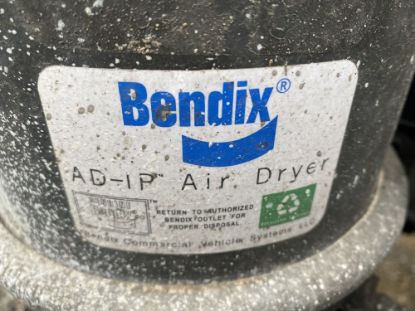 Bendix®
AD-IP™ Air Dryer
RETURN TO AUTHORIZED
BENDIX OUTLET FOR
PROPER DISPOSAL
Bendix Commercial Vehicle Systems LLC